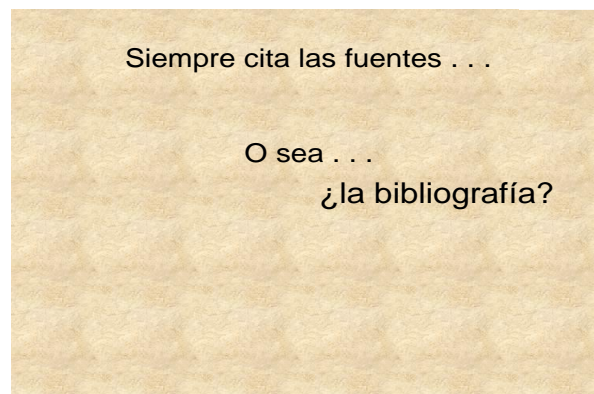 Siempre cita las fuentes . . .
O sea . . .
¿la bibliografía?